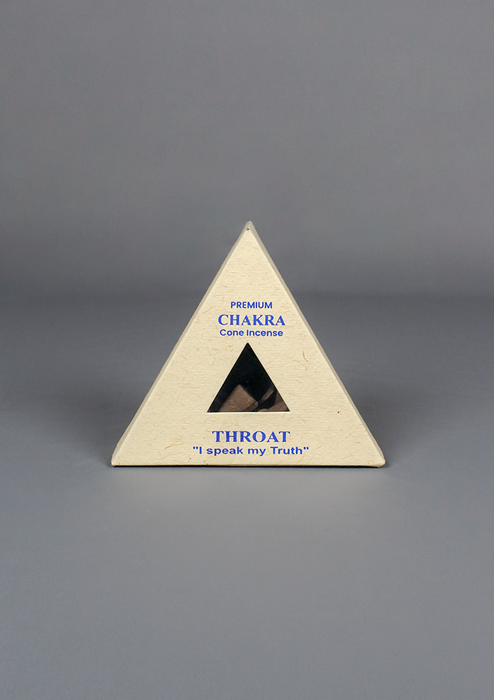 PREMIUM
CHAKRA
Cone Incense
THROAT
"I speak my Truth"